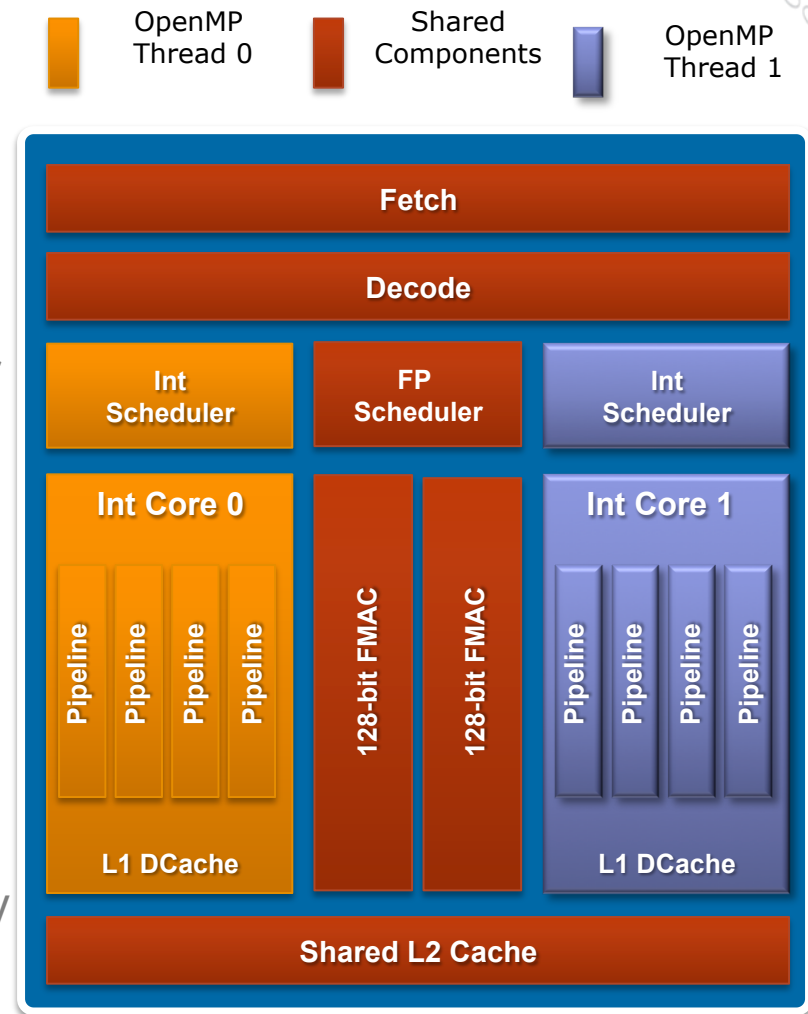 OpenMP
Thread 0
Shared
Components
OpenMP
Thread 1
Fetch
Decode
Int
Scheduler
FP
Scheduler
Int
Scheduler
Int Core 0
Pipeline
Pipeline
Pipeline
Pipeline
L1 DCache
128-bit FMAC
128-bit FMAC
Int Core 1
Pipeline
Pipeline
Pipeline
Pipeline
L1 DCache
Shared L2 Cache